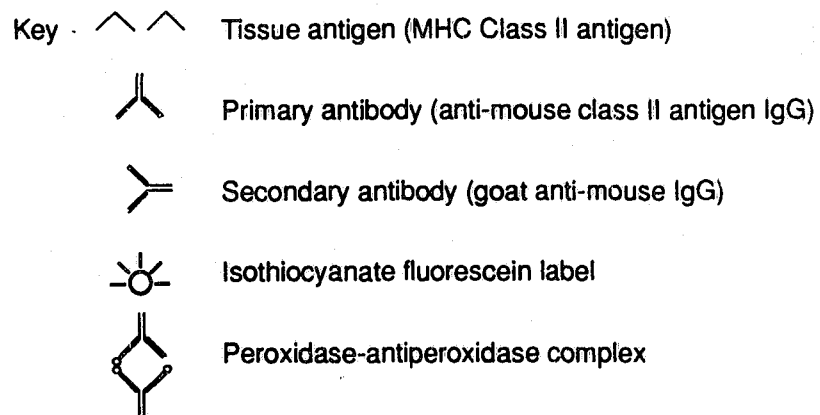 Key Tissue antigen (MHC Class II antigen)
Primary antibody (anti-mouse class II antigen IgG)
Secondary antibody (goat anti-mouse IgG)
Isothiocyanate fluorescein label
Peroxidase-antiperoxidase complex